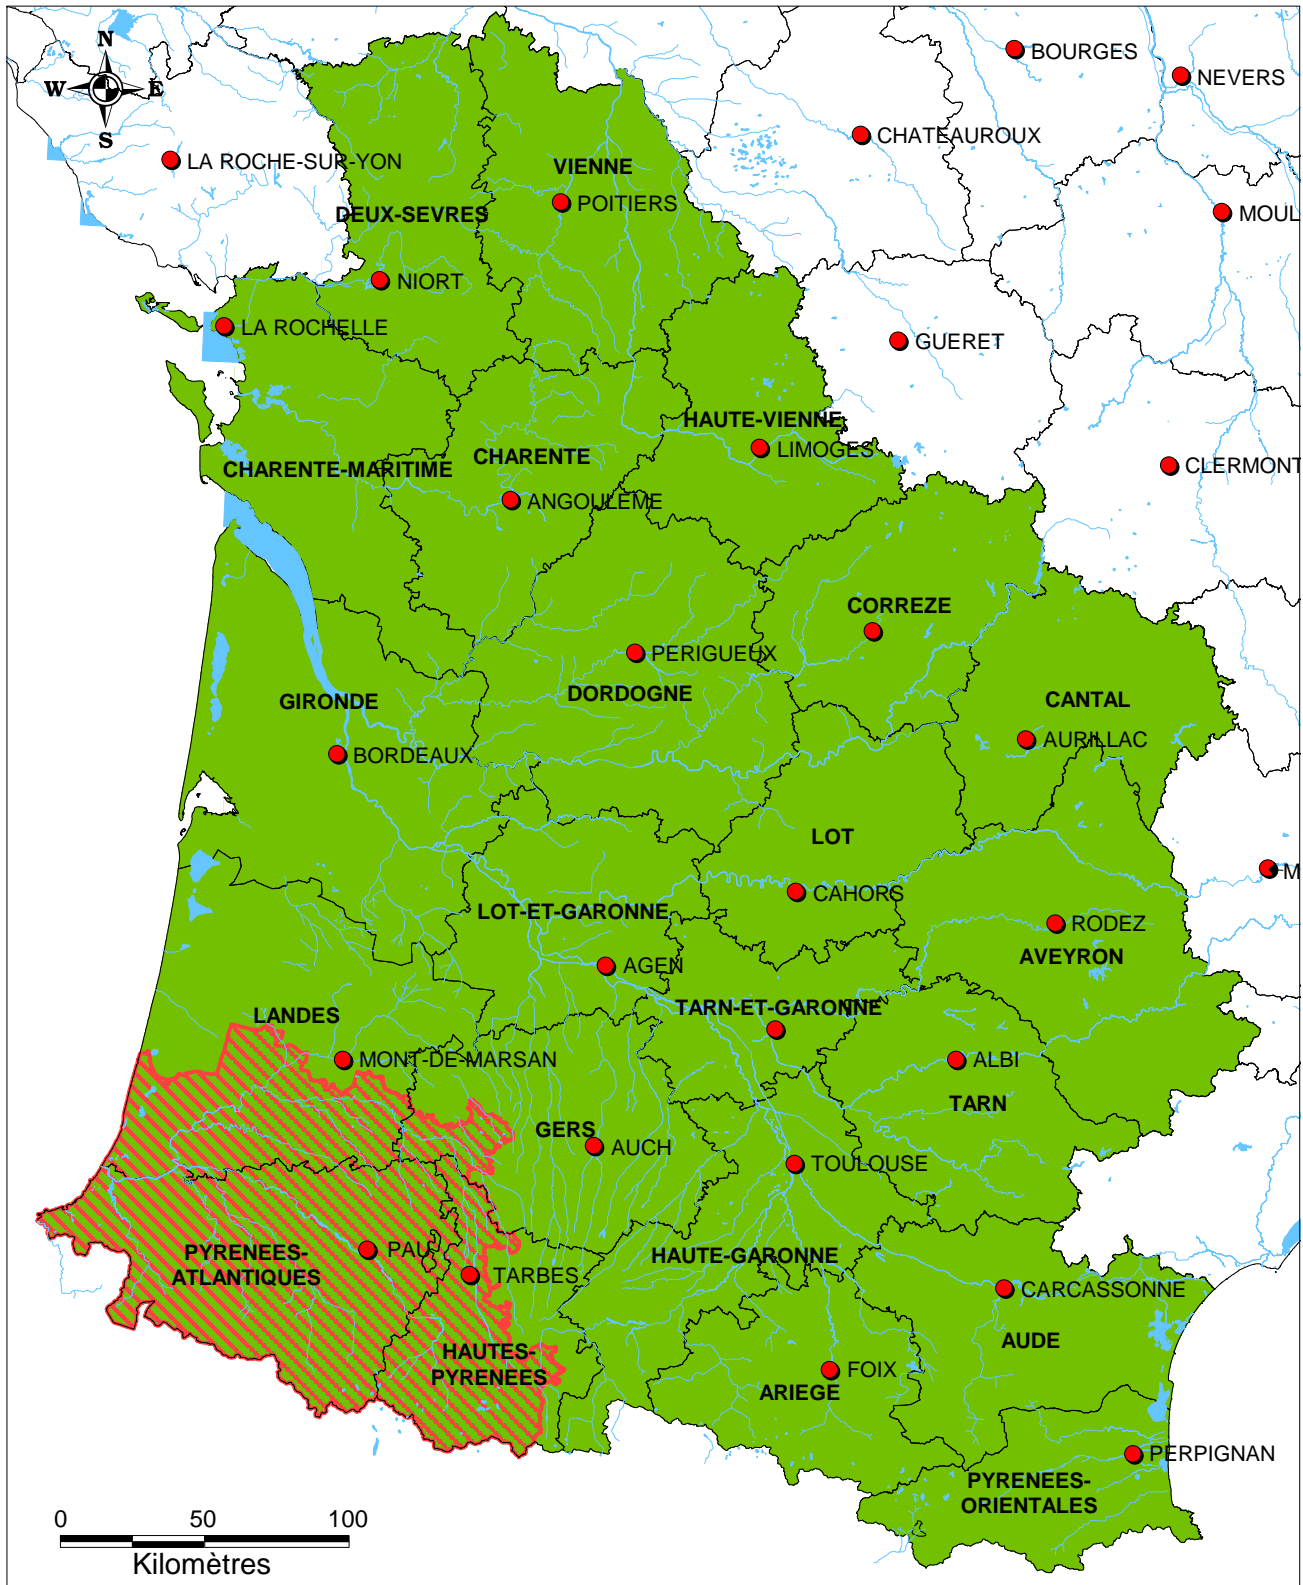 N
W E
S
BOURGES
NEVERS
CHATEAUROUX
LA ROCHE-SUR-YON
VIENNE
POITIERS
DEUX-SEVRES
MOUL
NIORT
LA ROCHELLE
GUERET
HAUTE-VIENNE
LIMOGES
CHARENTE
CHARENTE-MARITIME
CLERMONT
ANGOULEME
CORREZE
PERIGUEUX
DORDOGNE
GIRONDE
CANTAL
AURILLAC
BORDEAUX
LOT
M
CAHORS
LOT-ET-GARONNE
RODEZ
AVEYRON
AGEN
TARN-ET-GARONNE
LANDES
MONT-DE-MARSAN
ALBI
TARN
GERS
AUCH
TOULOUSE
PYRENEES-
ATLANTIQUES
PAU
HAUTE-GARONNE
TARBES
CARCASSONNE
AUDE
HAUTES-
PYRENEES
FOIX
ARIEGE
PERPIGNAN
PYRENEES-
ORIENTALES
0 50 100
Kilomètres